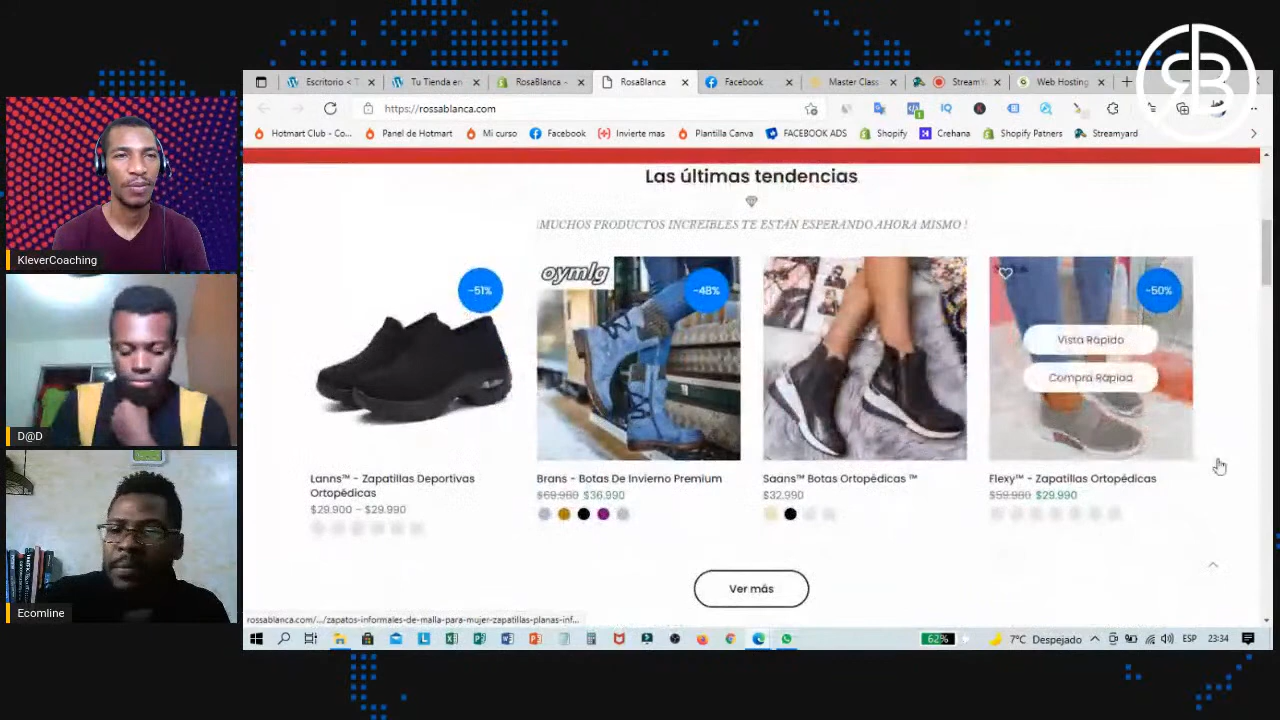 Escritorio < T
Tu Tienda en
RosaBlanca -
RosaBlanca
Facebook
Master Class
StreamY
Web Hosting
https://rossablanca.com
Hotmart Club - Co...
Panel de Hotmart
Mi curso
Facebook
Invierte mas
Plantilla Canva
FACEBOOK ADS
Shopify
Crehana
Shopify Patners
Streamyard
Las últimas tendencias
¡MUCHOS PRODUCTOS INCREÍBLES TE ESTÁN ESPERANDO AHORA MISMO !
-51%
oymlg
-48%
-50%
Vista Rápido
Compra Rápida
Lanns™ - Zapatillas Deportivas
Ortopédicas
$29.900 – $29.990
Brans - Botas De Invierno Premium
$69.980 $36.990
Saans™ Botas Ortopédicas ™
$32.990
Flexy™ - Zapatillas Ortopédicas
$59.980 $29.990
Ver más
rossablanca.com/.../zapatos-informales-de-malla-para-mujer-zapatillas-planas-inf...
62%
7°C Despejado
ESP
23:34
KleverCoaching
D@D
Ecomline